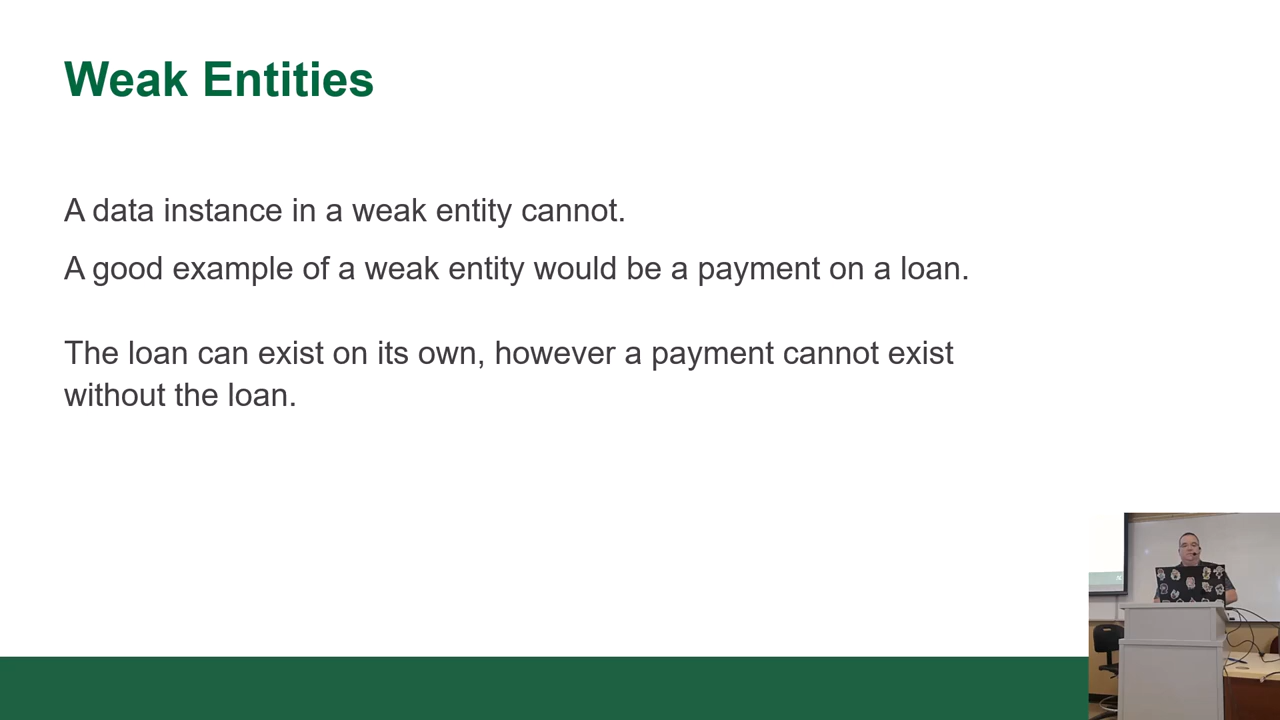 Weak Entities
A data instance in a weak entity cannot.
A good example of a weak entity would be a payment on a loan.
The loan can exist on its own, however a payment cannot exist
without the loan.